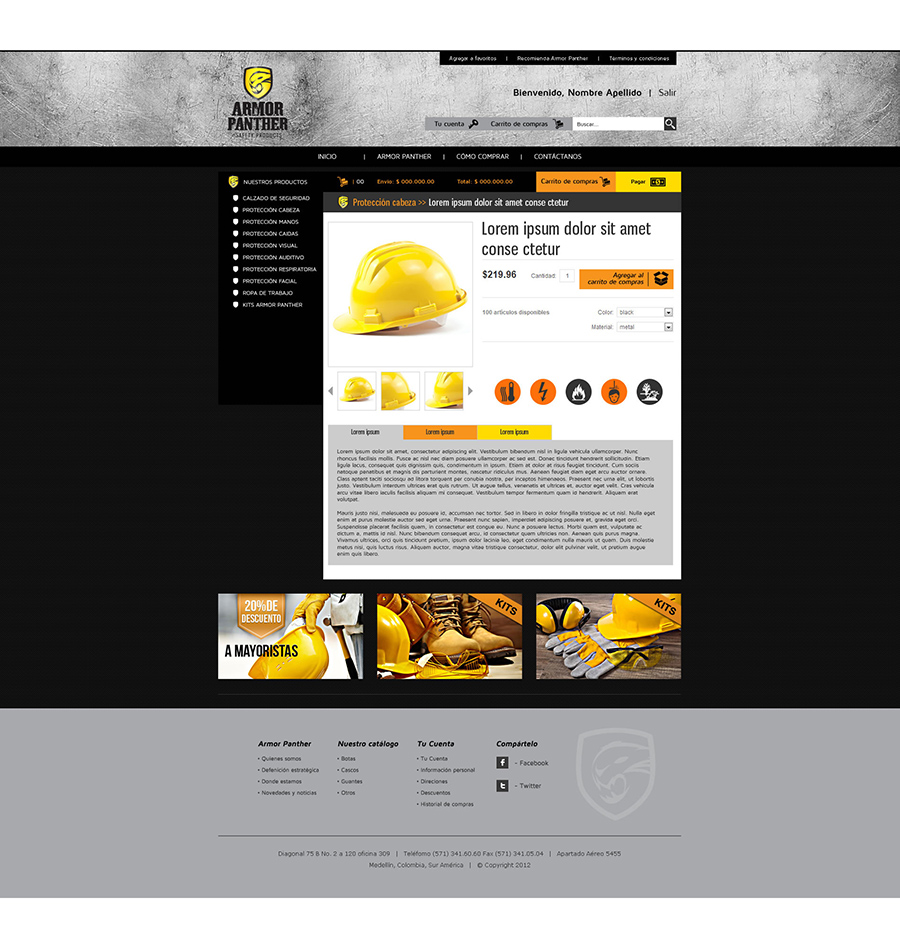 Agregar a favoritos | Recomienda Armor Panther | Términos y condiciones
ARMOR
PANTHER
SAFETY PRODUCTS
Bienvenido, Nombre Apellido | Salir
Tu cuenta Carrito de compras Buscar...
INICIO | ARMOR PANTHER | CÓMO COMPRAR | CONTÁCTANOS
NUESTROS PRODUCTOS
CALZADO DE SEGURIDAD
PROTECCIÓN CABEZA
PROTECCIÓN MANOS
PROTECCIÓN CAIDAS
PROTECCIÓN VISUAL
PROTECCIÓN AUDITIVO
PROTECCIÓN RESPIRATORIA
PROTECCIÓN FACIAL
ROPA DE TRABAJO
KITS ARMOR PANTHER
| 00 Envío: $ 000.000.00 Total: $ 000.000.00 Carrito de compras Pagar
Protección cabeza >> Lorem ipsum dolor sit amet conse ctetur
Lorem ipsum dolor sit amet
conse ctetur
$219.96 Cantidad: 1 Agregar al
carrito de compras
100 artículos disponibles Color: black
Material: metal
Lorem ipsum Lorem ipsum Lorem ipsum
Lorem ipsum dolor sit amet, consectetur adipiscing elit. Vestibulum bibendum nisl in ligula vehicula ullamcorper. Nunc
rhoncus facilisis mollis. Fusce ac nisl nec diam posuere ullamcorper ac sed est. Donec tincidunt hendrerit sollicitudin. Etiam
ligula lacus, consequat quis dignissim quis, condimentum in ipsum. Etiam et dolor at risus feugiat tincidunt. Cum sociis
natoque penatibus et magnis dis parturient montes, nascetur ridiculus mus. Aenean feugiat diam eget arcu auctor ornare.
Class aptent taciti sociosqu ad litora torquent per conubia nostra, per inceptos himenaeos. Praesent nec urna elit, ut lobortis
justo. Vestibulum interdum ultrices erat quis rutrum. Ut augue tellus, venenatis et ultrices et, auctor eget velit. Cras vehicula
arcu vitae libero iaculis facilisis aliquam mi consequat. Vestibulum tempor fermentum quam id hendrerit. Aliquam erat
volutpat.
Mauris justo nisi, malesuada eu posuere id, accumsan nec tortor. Sed in libero in dolor fringilla tristique ac ut nisl. Nulla eget
enim at purus molestie auctor sed eget urna. Praesent nunc sapien, imperdiet adipiscing posuere et, gravida eget orci.
Suspendisse placerat facilisis quam, in consectetur est congue eu. Nunc a posuere lectus. Morbi quam est, vulputate ac
dictum a, mattis id nisl. Nunc bibendum consequat arcu, id consectetur quam ultricies non. Aenean quis purus magna.
Vivamus ultrices, orci quis tincidunt pretium, ipsum dolor lacinia leo, eget condimentum nulla mauris ut quam. Duis molestie
metus nisi, quis luctus risus. Aliquam auctor, magna vitae tristique consectetur, dolor elit pulvinar velit, ut pretium augue
enim quis libero.
20% DE
DESCUENTO
A MAYORISTAS
KITS
KITS
Armor Panther
• Quienes somos
• Defenición estratégica
• Donde estamos
• Novedades y noticias
Nuestro catálogo
• Botas
• Cascos
• Guantes
• Otros
Tu Cuenta
• Tu Cuenta
• Información personal
• Direciones
• Descuentos
• Historial de compras
Compártelo
- Facebook
- Twitter
Diagonal 75 B No. 2 a 120 oficina 309 | Teléfomo (571) 341.60.60 Fax (571) 341.05.04 | Apartado Aéreo 5455
Medellín, Colombia, Sur América | © Copyright 2012